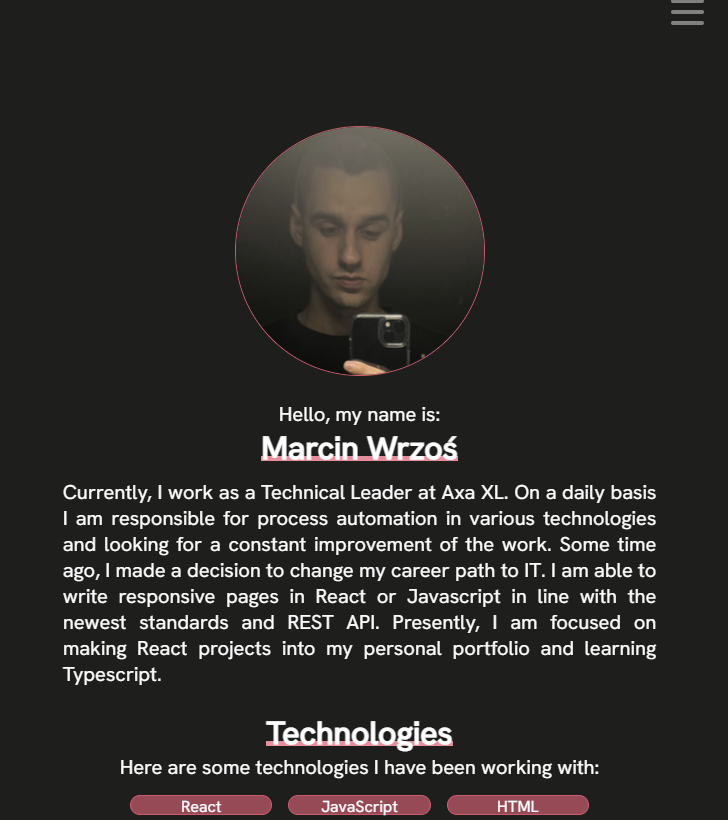 Hello, my name is:
Marcin Wrzoś
Currently, I work as a Technical Leader at Axa XL. On a daily basis
I am responsible for process automation in various technologies
and looking for a constant improvement of the work. Some time
ago, I made a decision to change my career path to IT. I am able to
write responsive pages in React or Javascript in line with the
newest standards and REST API. Presently, I am focused on
making React projects into my personal portfolio and learning
Typescript.
Technologies
Here are some technologies I have been working with:
React JavaScript HTML